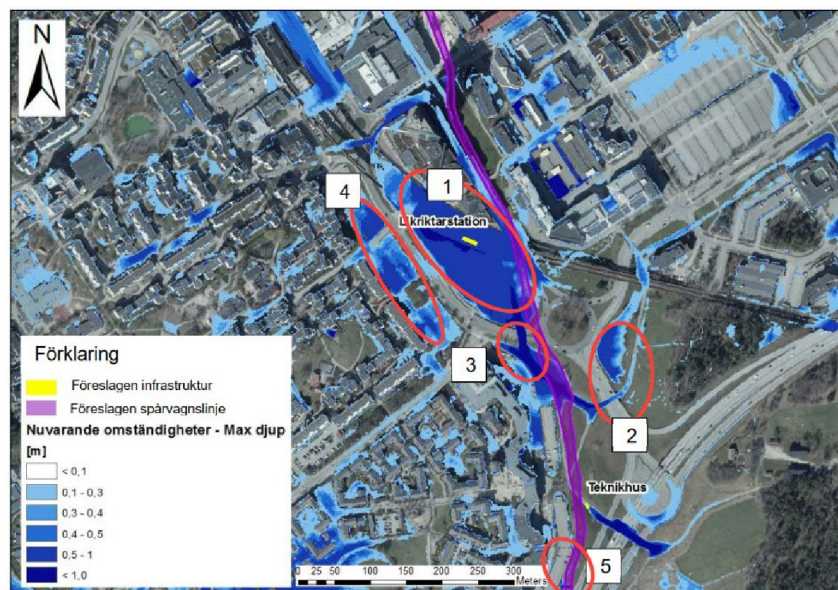 N
4
1
Likriktarstation
3
2
Förklaring
Föreslagen infrastruktur
Föreslagen spårvagnslinje
Nuvarande omständigheter - Max djup
[m]
< 0,1
0,1 - 0,3
0,3 - 0,4
0,4 - 0,5
0,5 - 1
< 1,0
Teknikhus
5
0 25 50 100 150 200 250 300
Meters